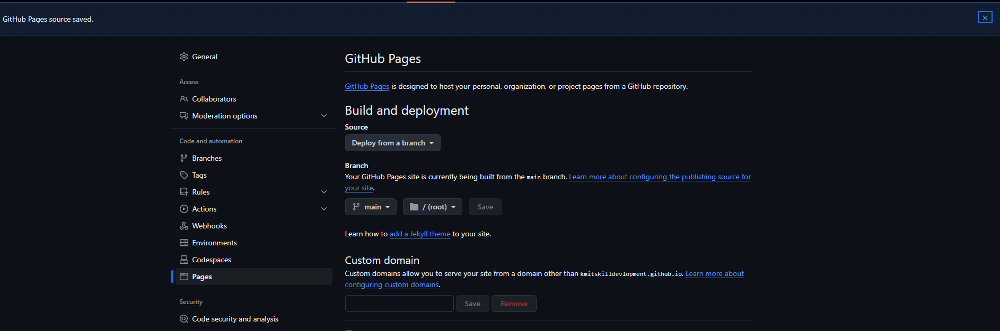 GitHub Pages source saved.
General
Access
Collaborators
Moderation options
Code and automation
Branches
Tags
Rules
Actions
Webhooks
Environments
Codespaces
Pages
Security
Code security and analysis
GitHub Pages
GitHub Pages is designed to host your personal, organization, or project pages from a GitHub repository.
Build and deployment
Source
Deploy from a branch
Branch
Your GitHub Pages site is currently being built from the main branch. Learn more about configuring the publishing source for
your site.
main / (root) Save
Learn how to add a Jekyll theme to your site.
Custom domain
Custom domains allow you to serve your site from a domain other than kmitskilldevlopment.github.io. Learn more about
configuring custom domains.
Save Remove